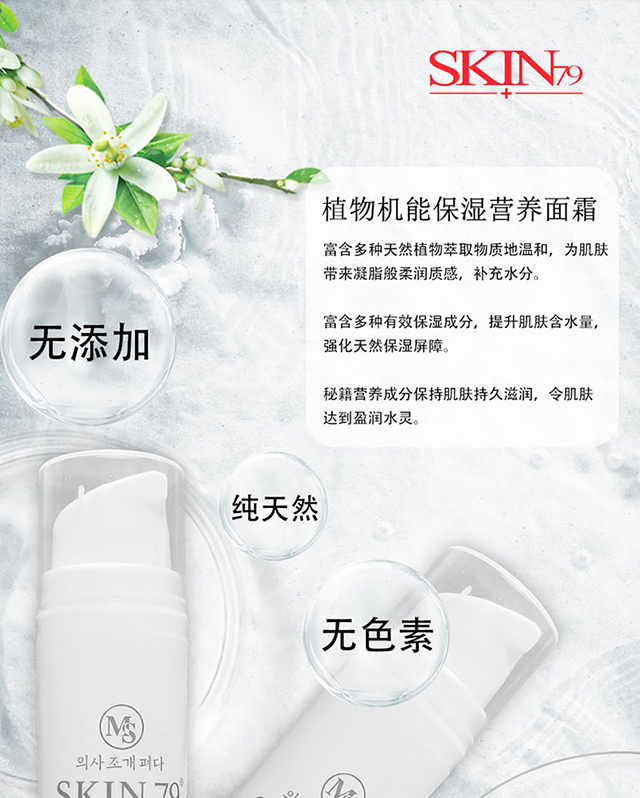 SKIN79
植物机能保湿营养面霜
富含多种天然植物萃取物质地温和，为肌肤
带来凝脂般柔润质感，补充水分。
富含多种有效保湿成分，提升肌肤含水量，
强化天然保湿屏障。
秘籍营养成分保持肌肤持久滋润，令肌肤
达到盈润水灵。
无添加
纯天然
无色素
MS
의사 조개 펴다
SKIN 79